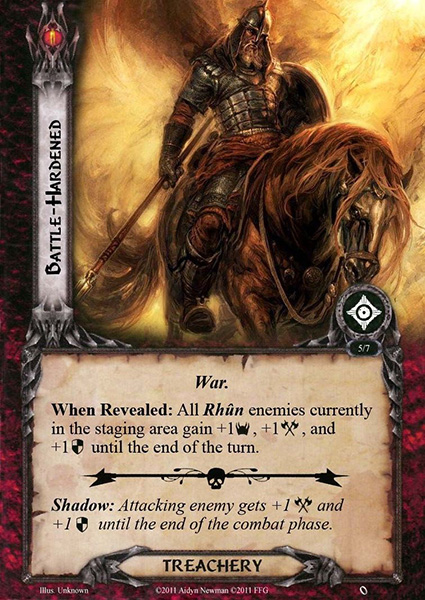 BATTLE-HARDENED
5/7
War.
When Revealed: All Rhûn enemies currently
in the staging area gain +1, +1, and
+1 until the end of the turn.
Shadow: Attacking enemy gets +1 and
+1 until the end of the combat phase.
TREACHERY
Illus. Unknown ©2011 Aidyn Newman ©2011 FFG 0